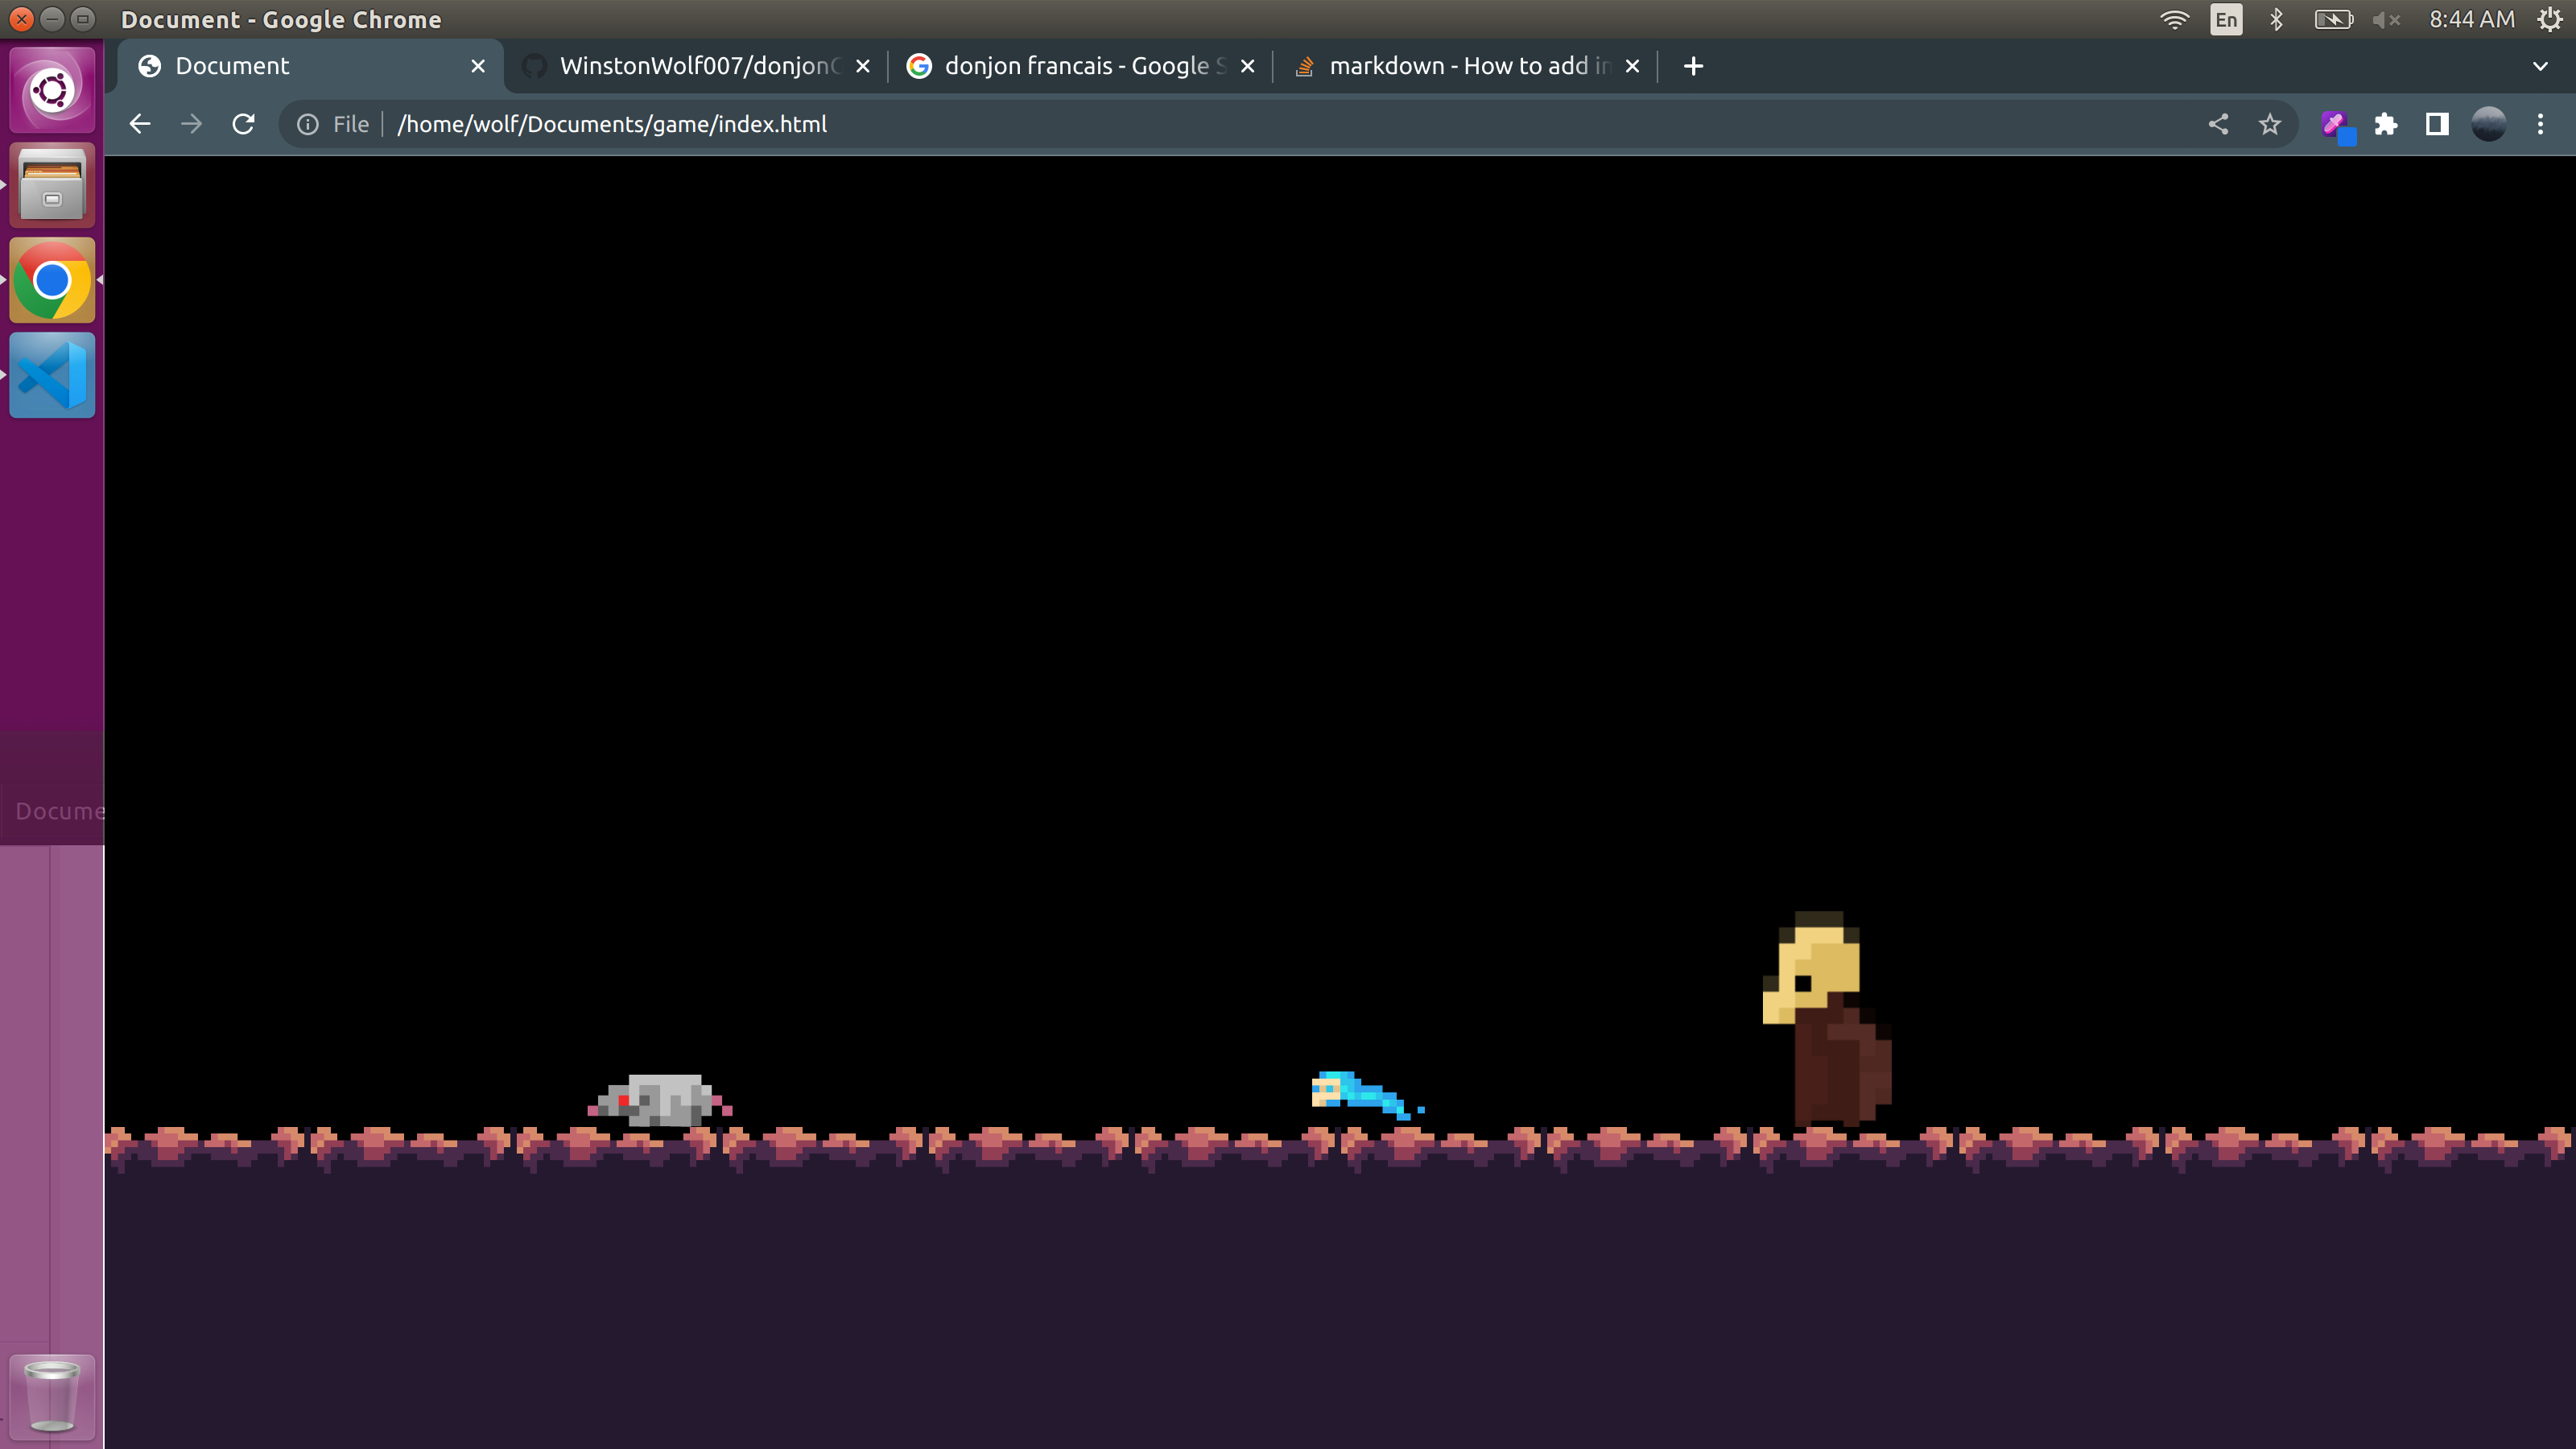 Document - Google Chrome
En
8:44 AM
Document
WinstonWolf007/donjon
donjon francais - Google S
markdown - How to add in
File
/home/wolf/Documents/game/index.html
Docume